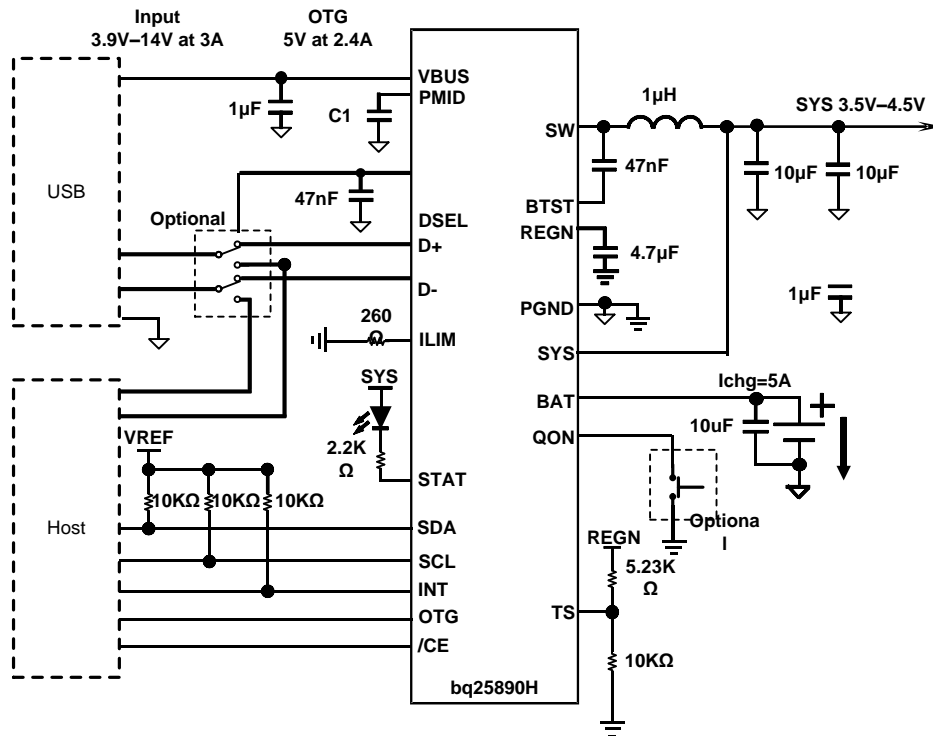 Input
3.9V–14V at 3A
OTG
5V at 2.4A
VBUS
PMID
1µF
C1
1µH
SYS 3.5V–4.5V
SW
47nF
10µF
10µF
USB
47nF
Optional
BTST
DSEL
REGN
D+
4.7µF
D-
1µF
PGND
260
Ω
ILIM
SYS
SYS
Ichg=5A
BAT
+
10uF
VREF
2.2K
Ω
QON
STAT
10KΩ
10KΩ
10KΩ
Host
SDA
Optiona
l
REGN
SCL
5.23K
Ω
INT
TS
OTG
/CE
10KΩ
bq25890H